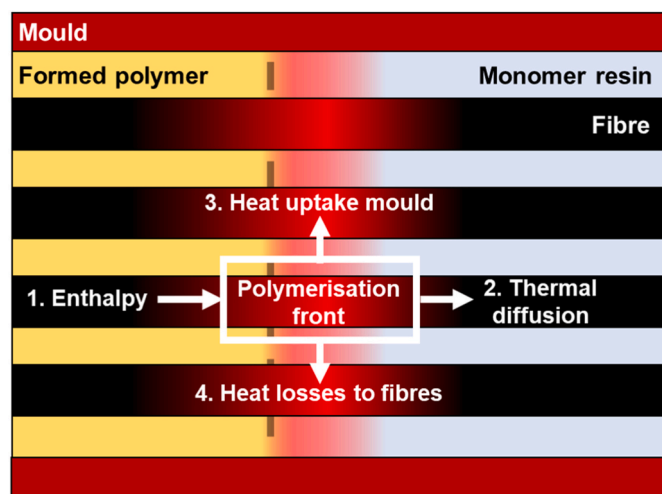 Mould
Formed polymer
Monomer resin
Fibre
3. Heat uptake mould
1. Enthalpy
Polymerisation
front
2. Thermal
diffusion
4. Heat losses to fibres